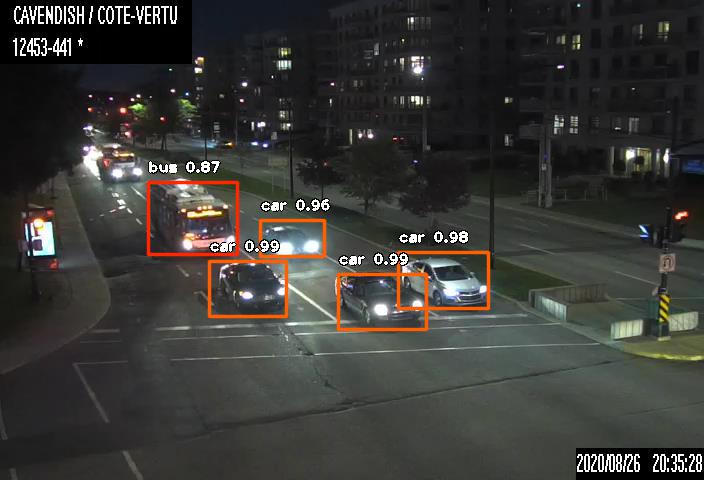 CAVENDISH / COTE-VERTU
12453-441 *
bus 0.87
car 0.96
car 0.99
car 0.98
car 0.99
2020/08/26 20:35:28